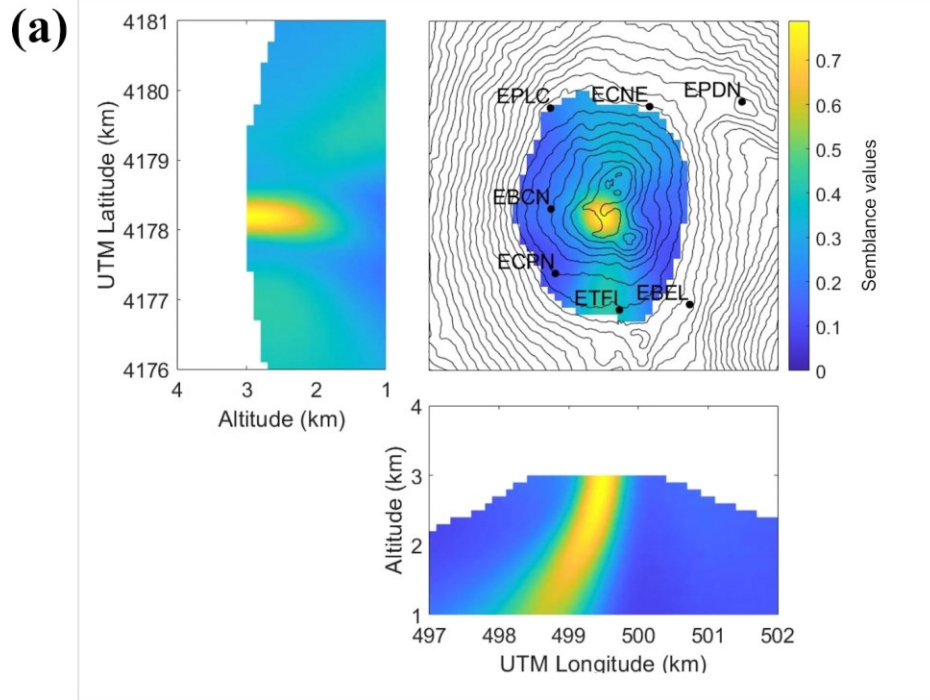 (a)
4181
4180
4179
4178
4177
4176
UTM Latitude (km)
4 3 2 1
Altitude (km)
EPLC ECNE EPDN
EBCN
ECPN
ETFI EBEL
0.7
0.6
0.5
0.4
0.3
0.2
0.1
0
Semblance values
4
3
2
1
Altitude (km)
497 498 499 500 501 502
UTM Longitude (km)